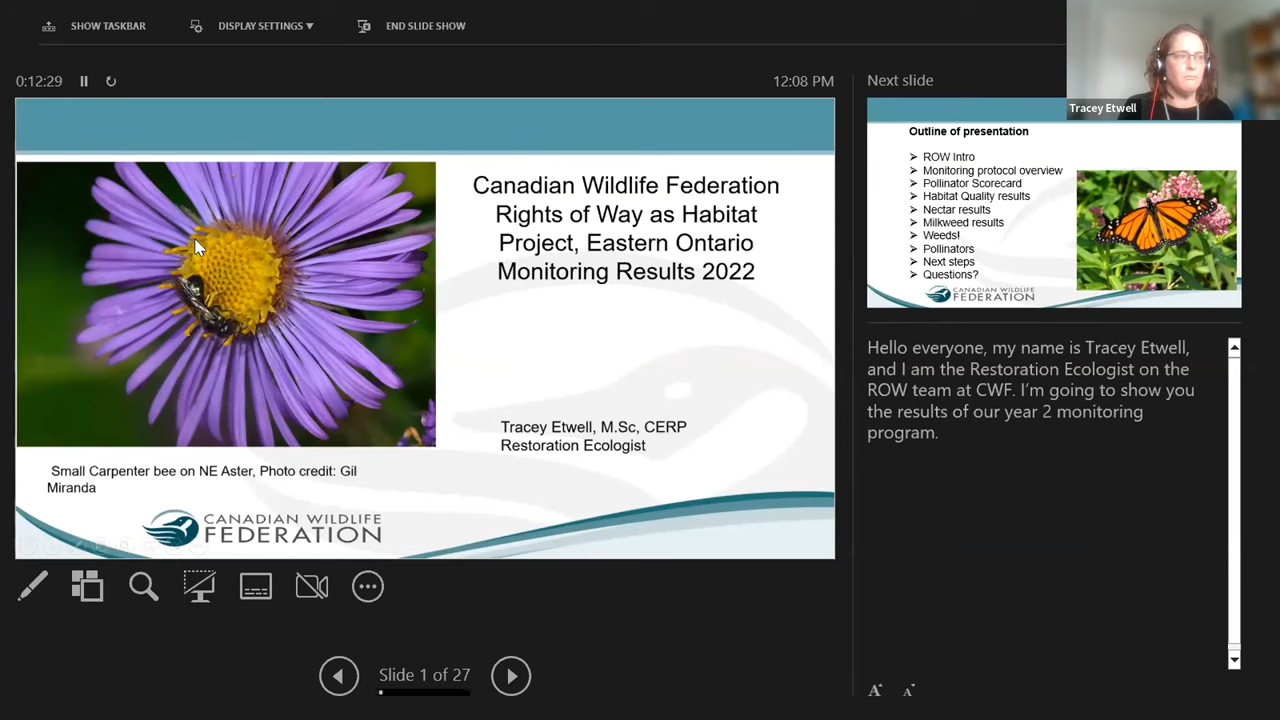 SHOW TASKBAR
DISPLAY SETTINGS ▼
END SLIDE SHOW
0:12:29
12:08 PM
Canadian Wildlife Federation
Rights of Way as Habitat
Project, Eastern Ontario
Monitoring Results 2022
Tracey Etwell, M.Sc, CERP
Restoration Ecologist
Small Carpenter bee on NE Aster, Photo credit: Gil
Miranda
CANADIAN WILDLIFE
FEDERATION
Slide 1 of 27
Next slide
Tracey Etwell
Outline of presentation
➢ ROW Intro
➢ Monitoring protocol overview
➢ Pollinator Scorecard
➢ Habitat Quality results
➢ Nectar results
➢ Milkweed results
➢ Weeds!
➢ Pollinators
➢ Next steps
➢ Questions?
CANADIAN WILDLIFE
FEDERATION
Hello everyone, my name is Tracey Etwell,
and I am the Restoration Ecologist on the
ROW team at CWF. I'm going to show you
the results of our year 2 monitoring
program.
A A